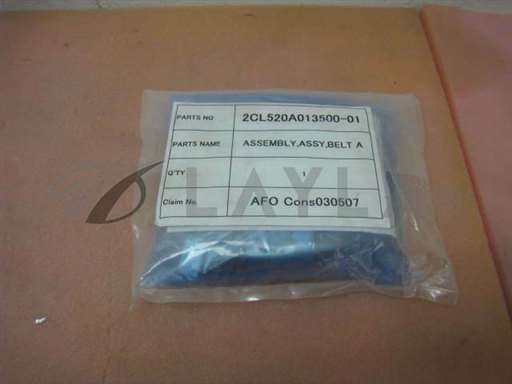 PARTS NO 2CL520A013500-01
PARTS NAME ASSEMBLY,ASSY,BELT A
Q'TY 1
Claim No. AFO Cons030507
LAYL